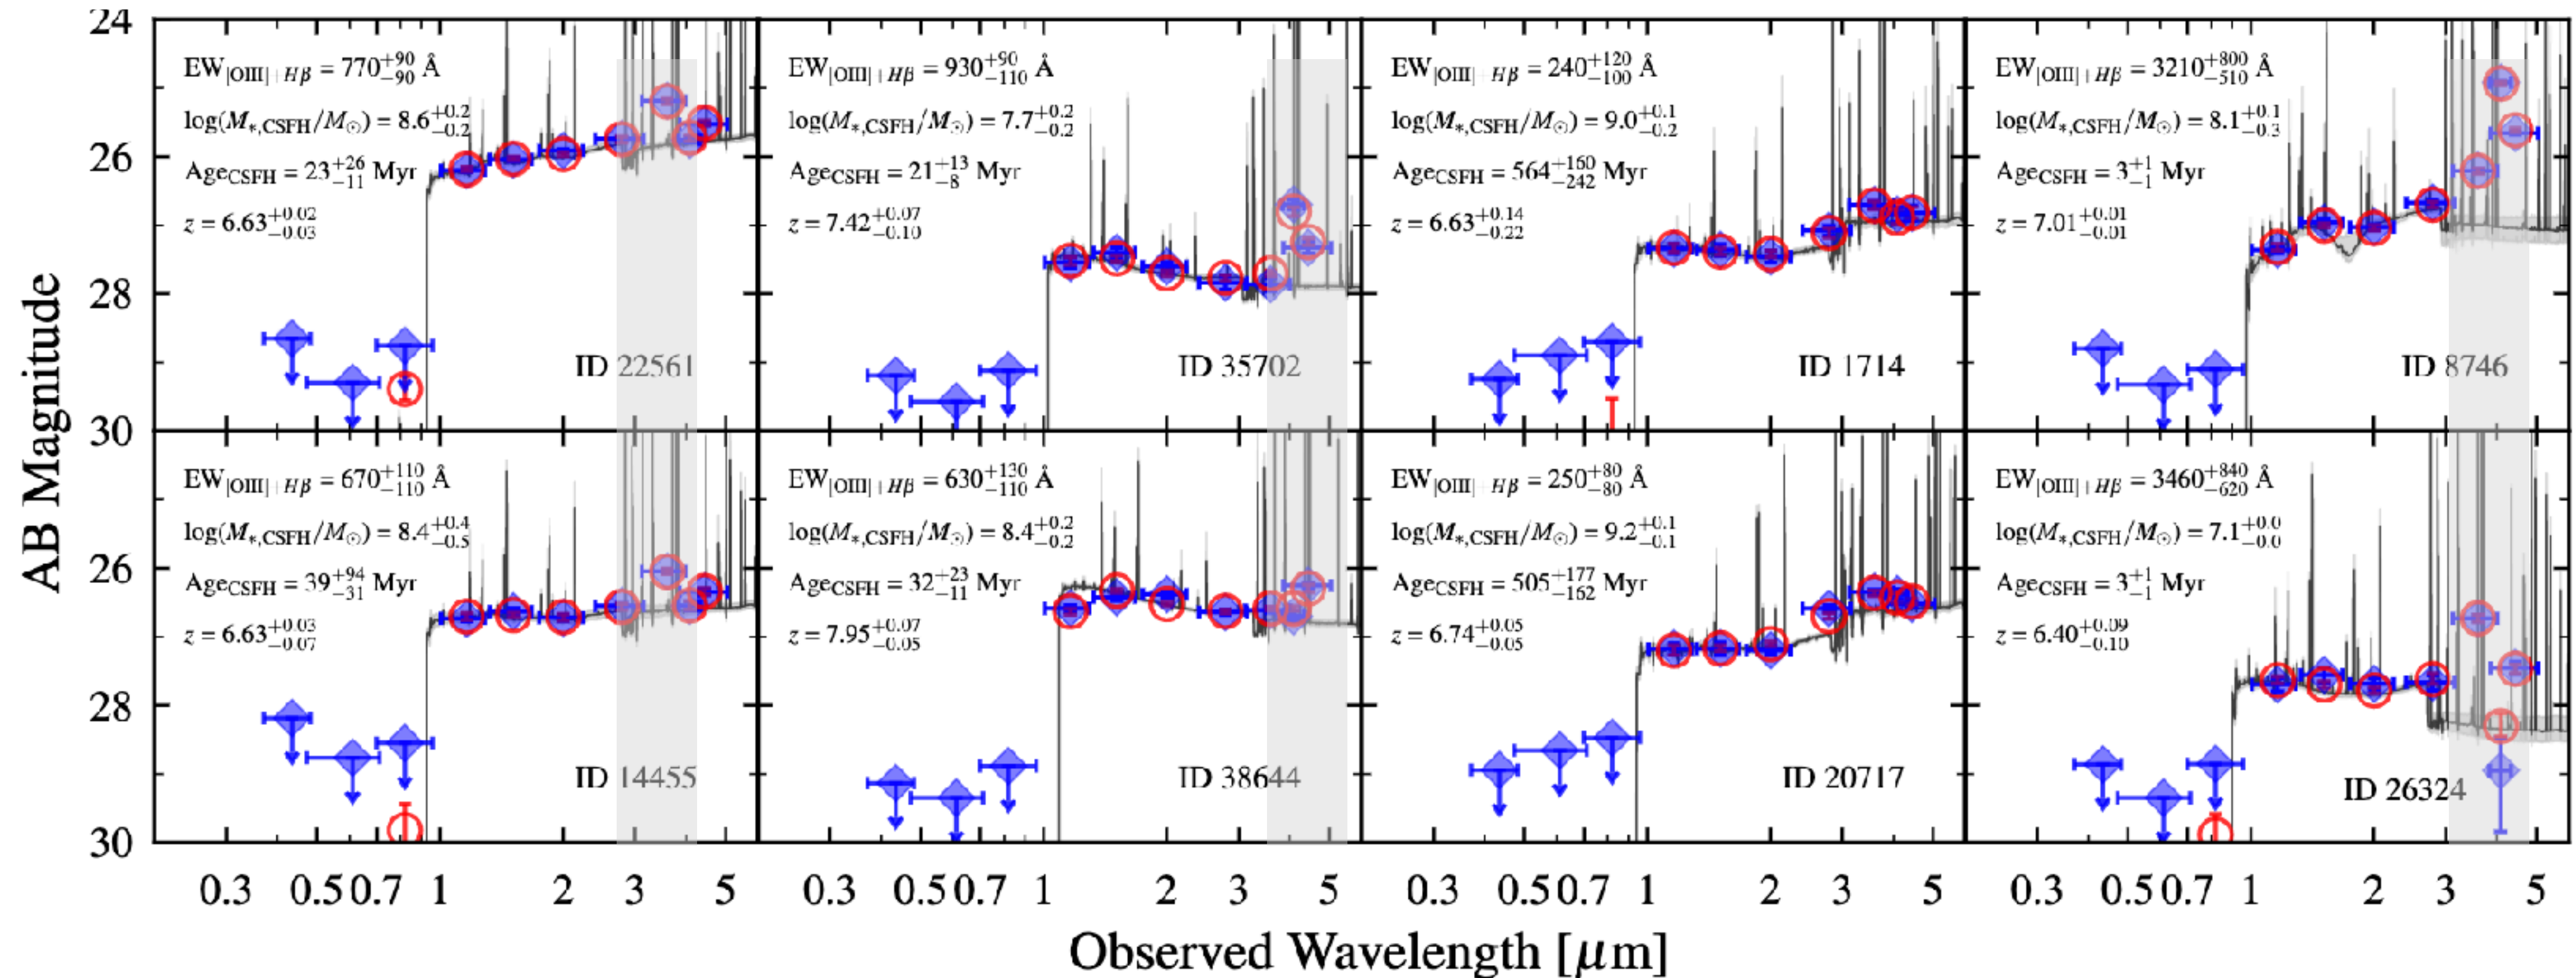 AB Magnitude
24
26
28
30
26
28
30
EW[OIII]+Hβ = 770 +90 −90 Å
log(M*,CSFH/M⊙) = 8.6 +0.2 −0.2
AgeCSFH = 23 +26 −11 Myr
z = 6.63 +0.02 −0.03
ID 22561
EW[OIII]+Hβ = 930 +90 −110 Å
log(M*,CSFH/M⊙) = 7.7 +0.2 −0.2
AgeCSFH = 21 +13 −8 Myr
z = 7.42 +0.07 −0.10
ID 35702
EW[OIII]+Hβ = 240 +120 −100 Å
log(M*,CSFH/M⊙) = 9.0 +0.1 −0.2
AgeCSFH = 564 +160 −242 Myr
z = 6.63 +0.14 −0.22
ID 1714
EW[OIII]+Hβ = 3210 +800 −510 Å
log(M*,CSFH/M⊙) = 8.1 +0.1 −0.3
AgeCSFH = 3 +1 −1 Myr
z = 7.01 +0.01 −0.01
ID 8746
EW[OIII]+Hβ = 670 +110 −110 Å
log(M*,CSFH/M⊙) = 8.4 +0.4 −0.5
AgeCSFH = 39 +94 −31 Myr
z = 6.63 +0.03 −0.07
ID 14455
EW[OIII]+Hβ = 630 +130 −110 Å
log(M*,CSFH/M⊙) = 8.4 +0.2 −0.2
AgeCSFH = 32 +23 −11 Myr
z = 7.95 +0.07 −0.05
ID 38644
EW[OIII]+Hβ = 250 +80 −80 Å
log(M*,CSFH/M⊙) = 9.2 +0.1 −0.1
AgeCSFH = 505 +177 −162 Myr
z = 6.74 +0.05 −0.05
ID 20717
EW[OIII]+Hβ = 3460 +840 −620 Å
log(M*,CSFH/M⊙) = 7.1 +0.0 −0.0
AgeCSFH = 3 +1 −1 Myr
z = 6.40 +0.09 −0.10
ID 26324
0.3 0.5 0.7 1 2 3 5 0.3 0.5 0.7 1 2 3 5 0.3 0.5 0.7 1 2 3 5 0.3 0.5 0.7 1 2 3 5
Observed Wavelength [μm]